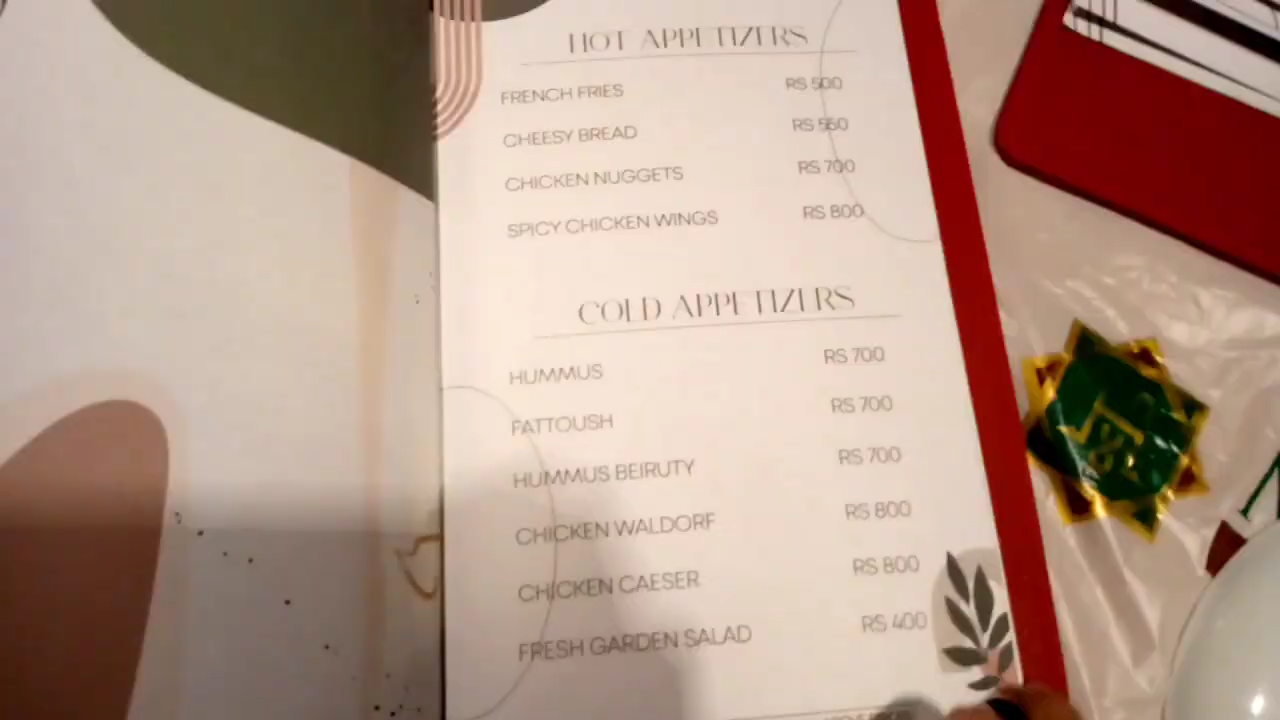 HOT APPETIZERS
FRENCH FRIES RS 500
CHEESY BREAD RS 550
CHICKEN NUGGETS RS 700
SPICY CHICKEN WINGS RS 800
COLD APPETIZERS
HUMMUS RS 700
FATTOUSH RS 700
HUMMUS BEIRUTY RS 700
CHICKEN WALDORF RS 800
CHICKEN CAESER RS 800
FRESH GARDEN SALAD RS 400